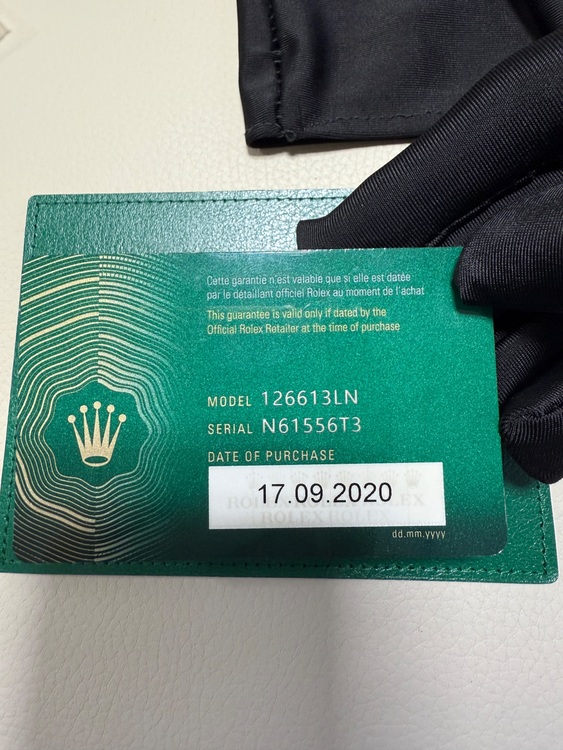 Cette garantie n'est valable que si elle est datée
par le détaillant officiel Rolex au moment de l'achat
This guarantee is valid only if dated by the
Official Rolex Retailer at the time of purchase
MODEL 126613LN
SERIAL N61556T3
DATE OF PURCHASE
17.09.2020
dd.mm.yyyy